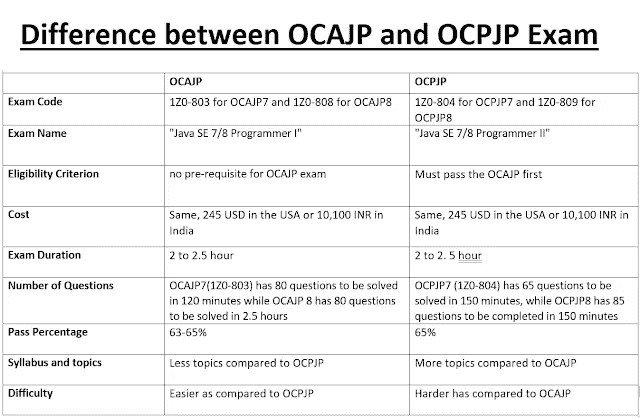 Difference between OCAJP and OCPJP Exam
OCAJP OCPJP
Exam Code 1Z0-803 for OCAJP7 and 1Z0-808 for OCAJP8 1Z0-804 for OCPJP7 and 1Z0-809 for
OCPJP8
Exam Name "Java SE 7/8 Programmer I" "Java SE 7/8 Programmer II"
Eligibility Criterion no pre-requisite for OCAJP exam Must pass the OCAJP first
Cost Same, 245 USD in the USA or 10,100 INR in Same, 245 USD in the USA or 10,100 INR in
India India
Exam Duration 2 to 2.5 hour 2 to 2. 5 hour
Number of Questions OCAJP7(1Z0-803) has 80 questions to be solved OCPJP7 (1Z0-804) has 65 questions to be
in 120 minutes while OCAJP 8 has 80 questions solved in 150 minutes, while OCPJP8 has 85
to be solved in 2.5 hours questions to be completed in 150 minutes
Pass Percentage 63-65% 65%
Syllabus and topics Less topics compared to OCPJP More topics compared to OCAJP
Difficulty Easier as compared to OCPJP Harder has compared to OCAJP